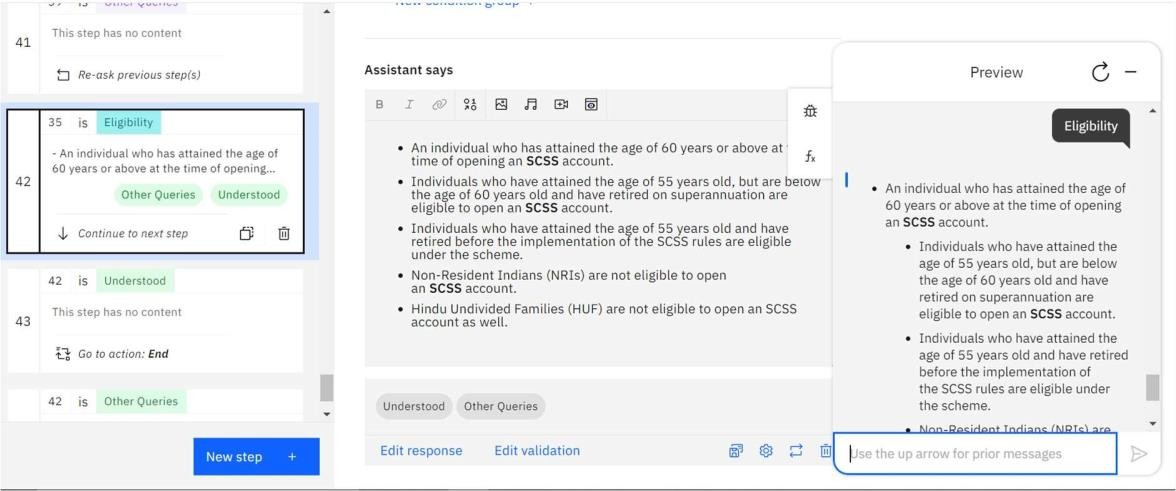 39 is Other Queries
41
This step has no content
Re-ask previous step(s)
42
35 is Eligibility
- An individual who has attained the age of
60 years or above at the time of opening...
Other Queries Understood
Continue to next step
43
42 is Understood
This step has no content
Go to action: End
42 is Other Queries
New step +
New condition group +
Assistant says
B I
• An individual who has attained the age of 60 years or above at
time of opening an SCSS account.
• Individuals who have attained the age of 55 years old, but are below
the age of 60 years old and have retired on superannuation are
eligible to open an SCSS account.
• Individuals who have attained the age of 55 years old and have
retired before the implementation of the SCSS rules are eligible
under the scheme.
• Non-Resident Indians (NRIs) are not eligible to open
an SCSS account.
• Hindu Undivided Families (HUF) are not eligible to open an SCSS
account as well.
Understood Other Queries
Edit response Edit validation
fx
Preview
Eligibility
• An individual who has attained the age of
60 years or above at the time of opening
an SCSS account.
• Individuals who have attained the
age of 55 years old, but are below
the age of 60 years old and have
retired on superannuation are
eligible to open an SCSS account.
• Individuals who have attained the
age of 55 years old and have retired
before the implementation of
the SCSS rules are eligible under
the scheme.
• Non-Resident Indians (NRIs) are
Use the up arrow for prior messages